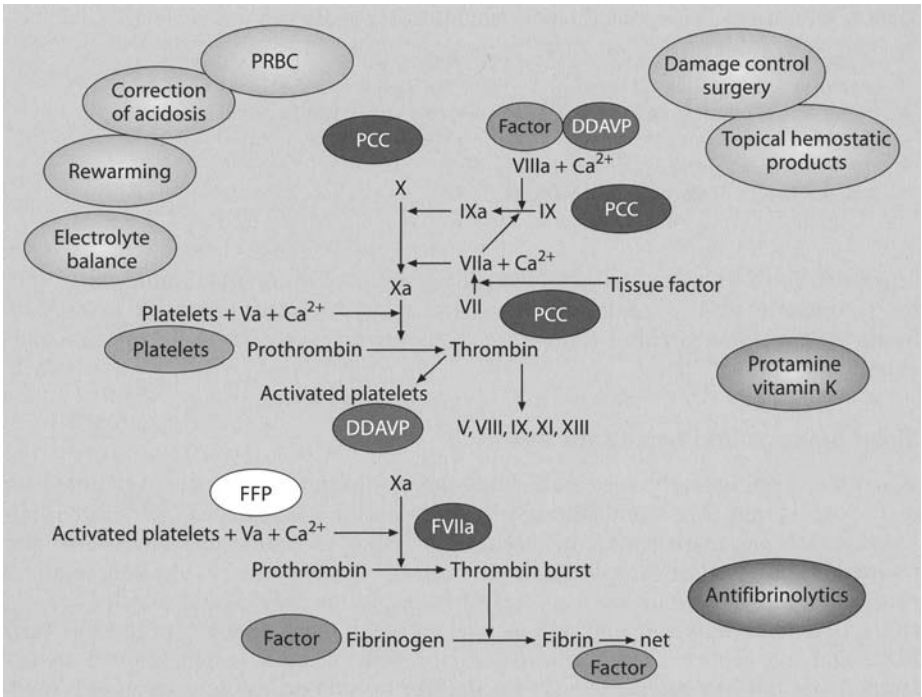 PRBC
Correction
of acidosis
Rewarming
Electrolyte
balance
PCC
Factor DDAVP
VIIIa + Ca²⁺
Damage control
surgery
Topical hemostatic
products
X
IXa IX PCC
VIIa + Ca²⁺
Xa
VII Tissue factor
PCC
Platelets + Va + Ca²⁺
Platelets Prothrombin Thrombin
Activated platelets
DDAVP
V, VIII, IX, XI, XIII
Protamine
vitamin K
FFP
Xa
FVIIa
Activated platelets + Va + Ca²⁺
Prothrombin Thrombin burst
Antifibrinolytics
Factor Fibrinogen Fibrin net
Factor